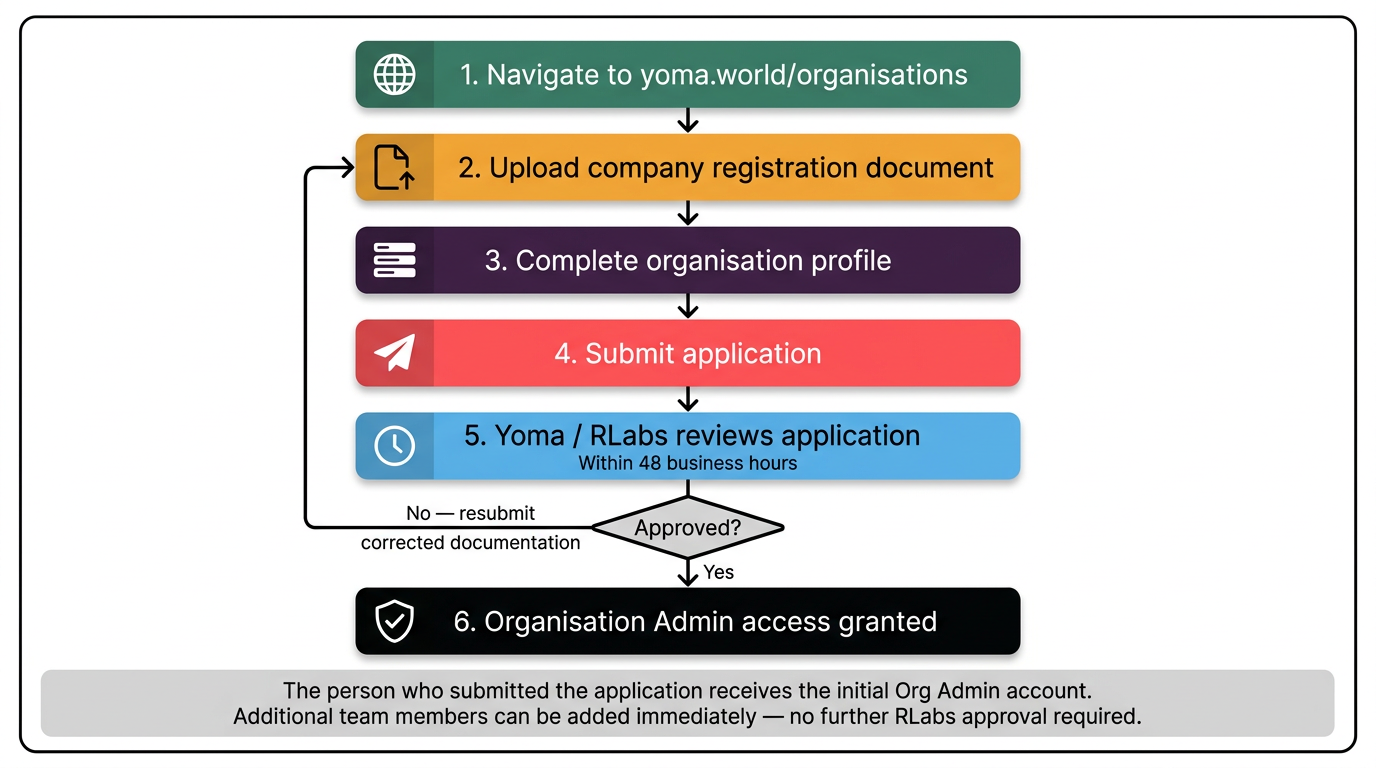 1. Navigate to yoma.world/organisations
2. Upload company registration document
3. Complete organisation profile
4. Submit application
5. Yoma / RLabs reviews application
Within 48 business hours
Approved?
No — resubmit
corrected documentation
Yes
6. Organisation Admin access granted
The person who submitted the application receives the initial Org Admin account.
Additional team members can be added immediately — no further RLabs approval required.